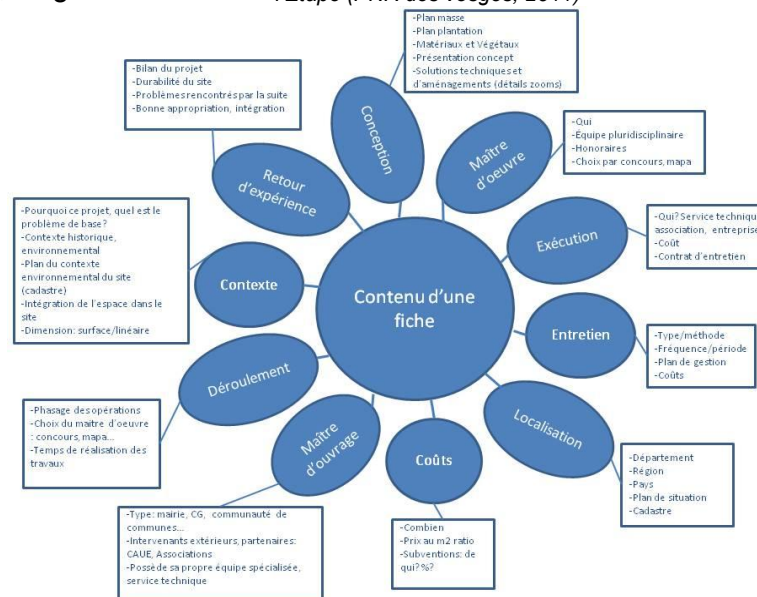 -Plan masse
-Plan plantation
-Matériaux et Végétaux
-Présentation concept
-Solutions techniques et
d'aménagements (détails zooms)
Conception
-Qui
-Équipe pluridisciplinaire
-Honoraires
-Choix par concours, mapa
Maître
d'oeuvre
-Qui? Service technique
association, entreprise
-Coût
-Contrat d'entretien
Exécution
-Type/méthode
-Fréquence/période
-Plan de gestion
-Coûts
Entretien
-Département
-Région
-Pays
-Plan de situation
-Cadastre
Localisation
-Combien
-Prix au m2 ratio
-Subventions: de
qui? %?
Coûts
-Type: mairie, CG, communauté de
communes...
-Intervenants extérieurs, partenaires:
CAUE, Associations
-Possède sa propre équipe spécialisée,
service technique
Maître
d'ouvrage
-Phasage des opérations
-Choix du maitre d'oeuvre
: concours, mapa...
-Temps de réalisation des
travaux
Déroulement
-Pourquoi ce projet, quel est le
problème de base?
-Contexte historique,
environnemental
-Plan du contexte
environnemental du site
(cadastre)
-Intégration de l'espace dans le
site
-Dimension: surface/linéaire
Contexte
-Bilan du projet
-Durabilité du site
-Problèmes rencontrés par la suite
-Bonne appropriation, intégration
Retour
d'expérience
Contenu d'une
fiche